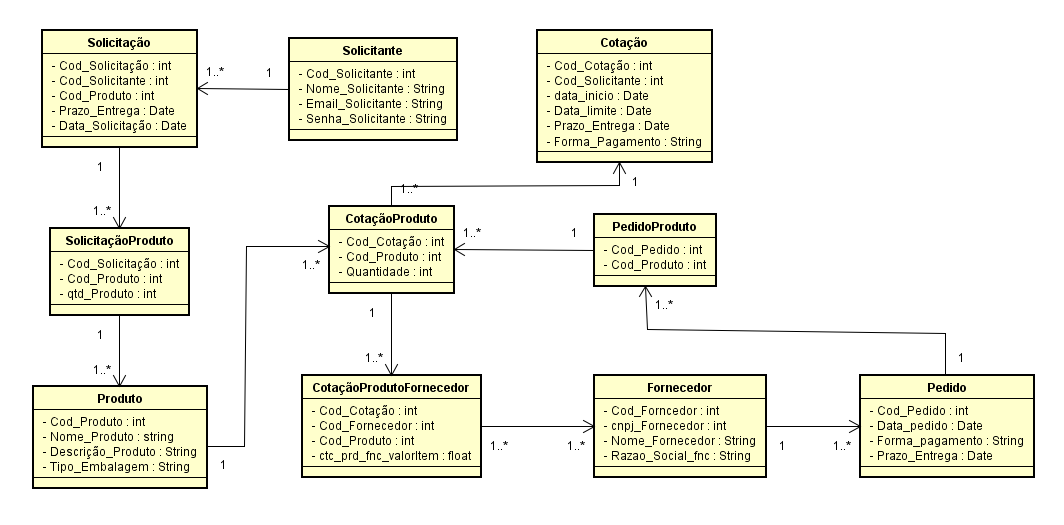 Solicitação
- Cod_Solicitação : int
- Cod_Solicitante : int
- Cod_Produto : int
- Prazo_Entrega : Date
- Data_Solicitação : Date
Solicitante
- Cod_Solicitante : int
- Nome_Solicitante : String
- Email_Solicitante : String
- Senha_Solicitante : String
Cotação
- Cod_Cotação : int
- Cod_Solicitante : int
- data_inicio : Date
- Data_limite : Date
- Prazo_Entrega : Date
- Forma_Pagamento : String
1..*
1
1
1..*
1..*
1
SolicitaçãoProduto
- Cod_Solicitação : int
- Cod_Produto : int
- qtd_Produto : int
CotaçãoProduto
- Cod_Cotação : int
- Cod_Produto : int
- Quantidade : int
PedidoProduto
- Cod_Pedido : int
- Cod_Produto : int
1..*
1
1..*
1
1..*
1
1..*
1..*
1
Produto
- Cod_Produto : int
- Nome_Produto : string
- Descrição_Produto : String
- Tipo_Embalagem : String
CotaçãoProdutoFornecedor
- Cod_Cotação : int
- Cod_Fornecedor : int
- Cod_Produto : int
- ctc_prd_fnc_valorItem : float
Fornecedor
- Cod_Forncedor : int
- cnpj_Fornecedor : int
- Nome_Fornecedor : String
- Razao_Social_fnc : String
Pedido
- Cod_Pedido : int
- Data_pedido : Date
- Forma_pagamento : String
- Prazo_Entrega : Date
1
1..*
1..*
1
1..*